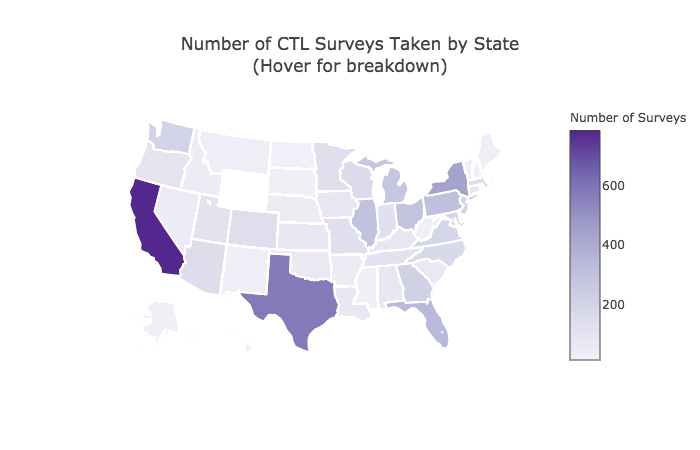 Number of CTL Surveys Taken by State
(Hover for breakdown)
Number of Surveys
600
400
200